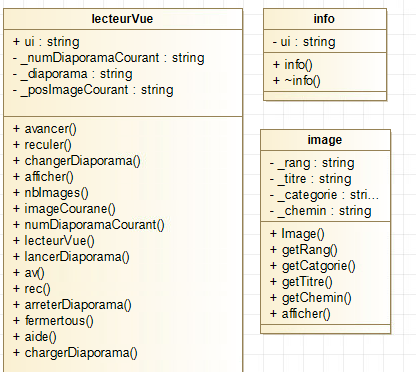 lecteurVue
+ ui : string
- _numDiaporamaCourant : string
- _diaporama : string
- _posImageCourant : string
+ avancer()
+ reculer()
+ changerDiaporama()
+ afficher()
+ nbImages()
+ imageCourane()
+ numDiaporamaCourant()
+ lecteurVue()
+ lancerDiaporama()
+ av()
+ rec()
+ arreterDiaporama()
+ fermertous()
+ aide()
+ chargerDiaporama()
info
- ui : string
+ info()
+ ~info()
image
- _rang : string
- _titre : string
- _categorie : stri...
- _chemin : string
+ Image()
+ getRang()
+ getCatgorie()
+ getTitre()
+ getChemin()
+ afficher()